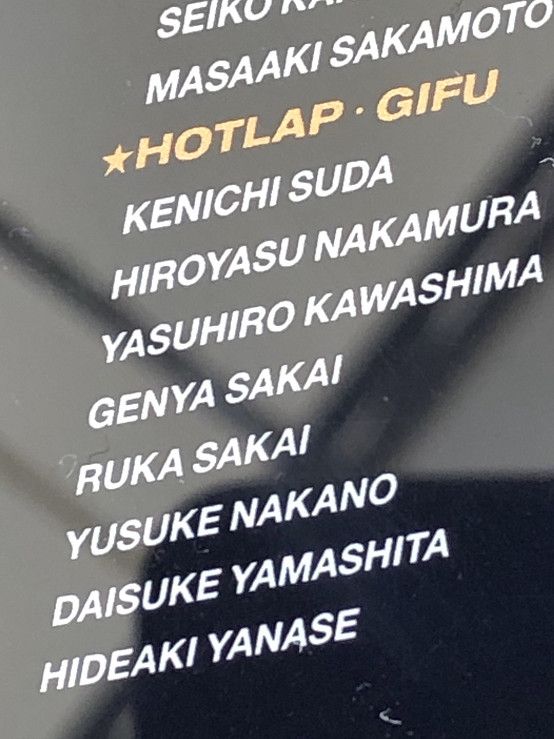 SEIKO
MASAAKI SAKAMOTO
★HOTLAP・GIFU
KENICHI SUDA
HIROYASU NAKAMURA
YASUHIRO KAWASHIMA
GENYA SAKAI
RUKA SAKAI
YUSUKE NAKANO
DAISUKE YAMASHITA
HIDEAKI YANASE